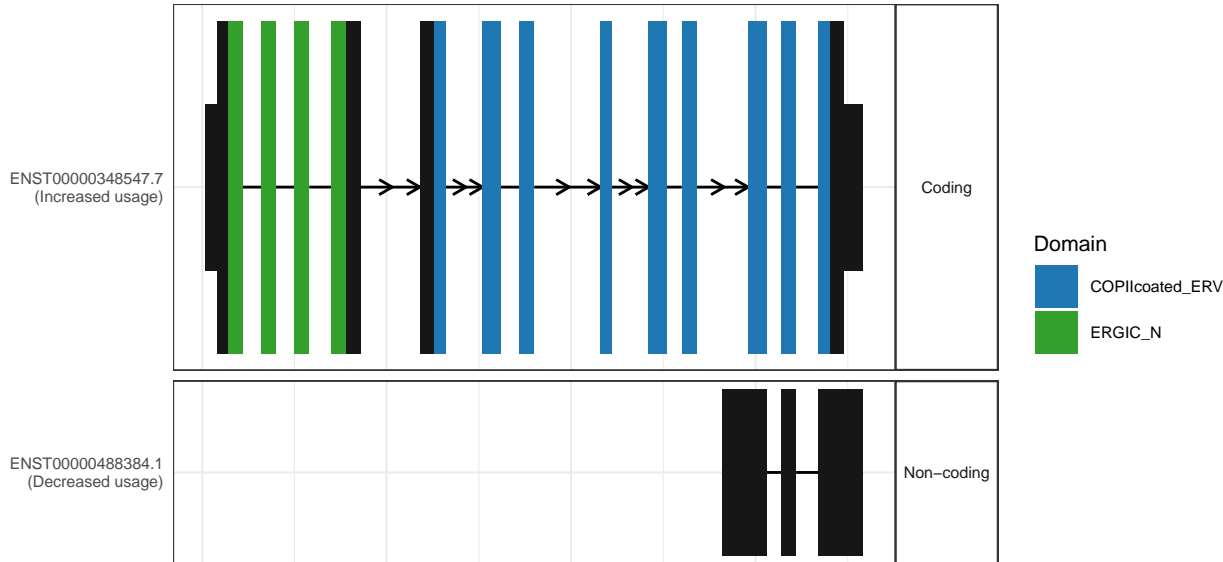 ENST00000348547.7
(Increased usage)
Coding
Domain
COPIIcoated_ERV
ERGIC_N
ENST00000488384.1
(Decreased usage)
Non−coding